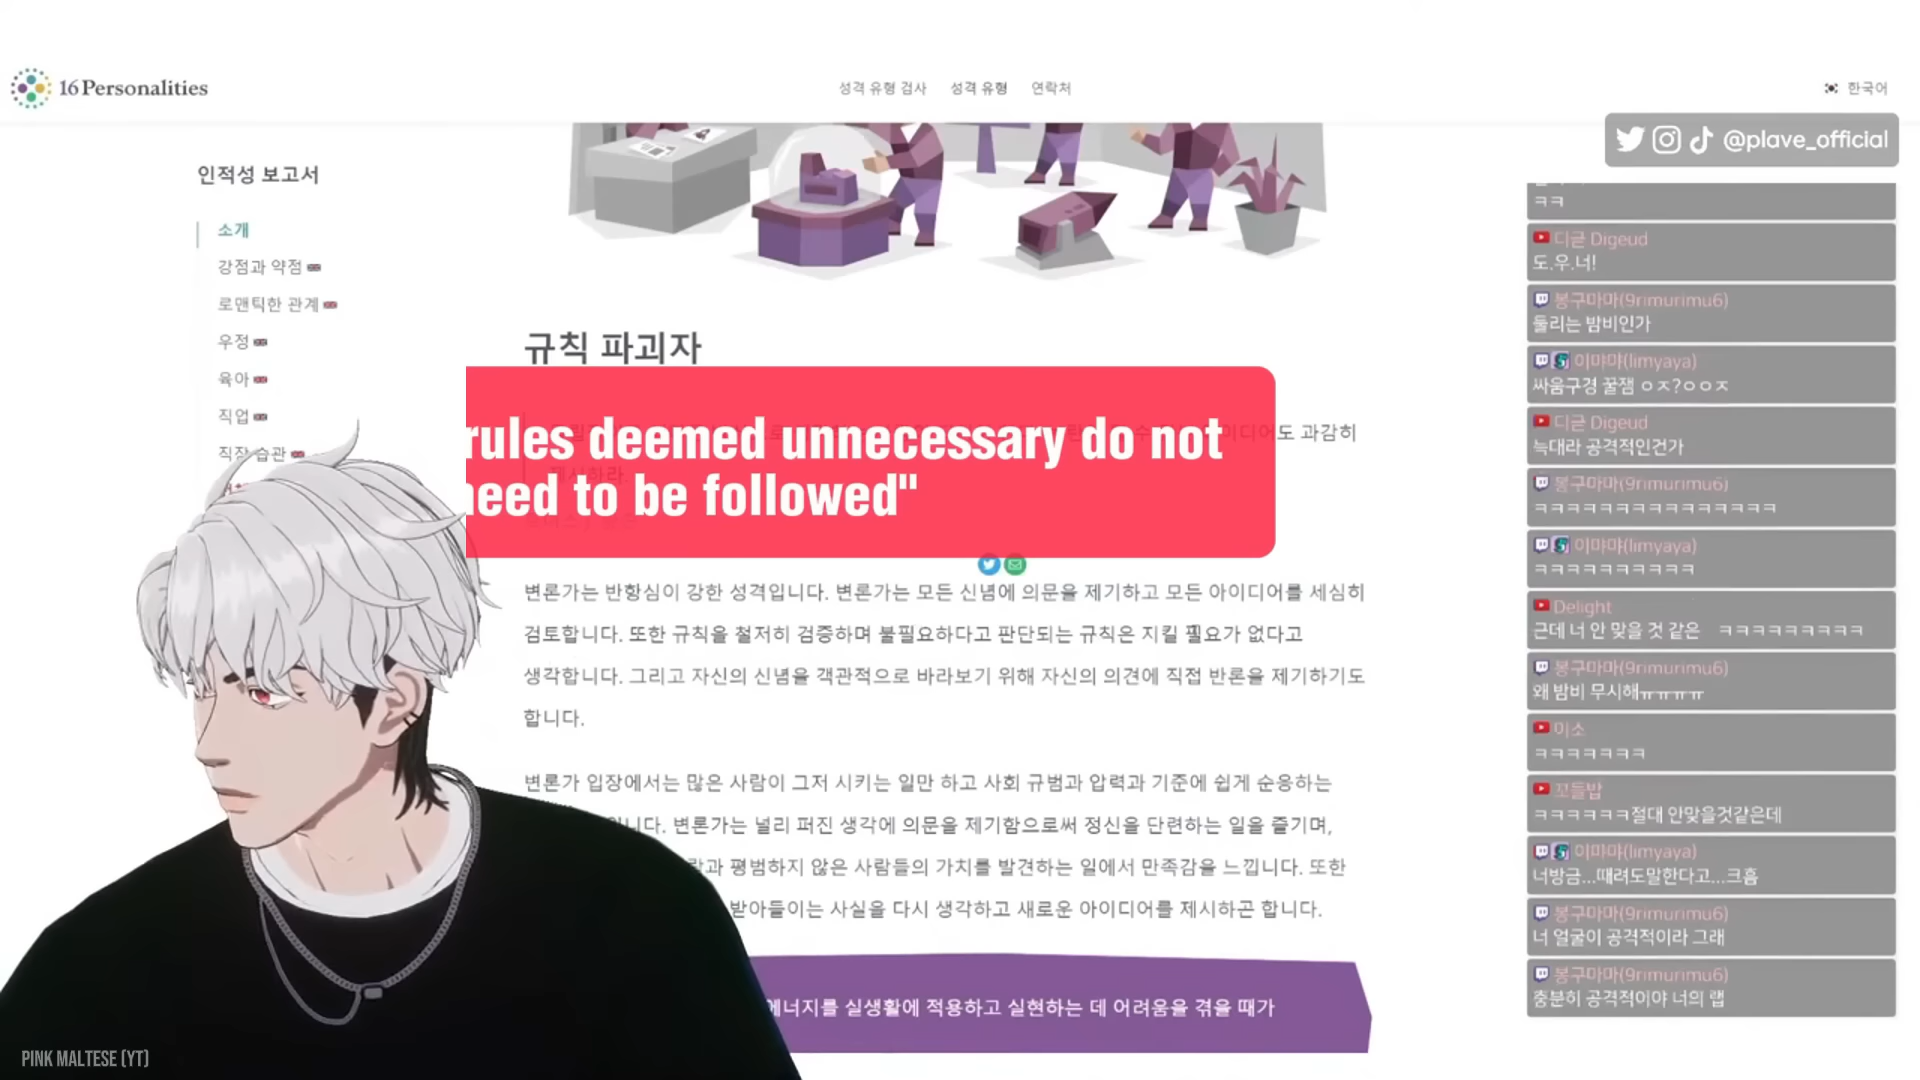 16Personalities
성격 유형 검사
성격 유형
연락처
한국어
@plave_official
인적성 보고서
소개
강점과 약점
로맨틱한 관계
우정
육아
직업
직장 습관
규칙 파괴자
도 과감히
제시하라.
rules deemed unnecessary do not
need to be followed"
변론가는 반항심이 강한 성격입니다. 변론가는 모든 신념에 의문을 제기하고 모든 아이디어를 세심히
검토합니다. 또한 규칙을 철저히 검증하며 불필요하다고 판단되는 규칙은 지킬 필요가 없다고
생각합니다. 그리고 자신의 신념을 객관적으로 바라보기 위해 자신의 의견에 직접 반론을 제기하기도
합니다.
변론가 입장에서는 많은 사람이 그저 시키는 일만 하고 사회 규범과 압력과 기준에 쉽게 순응하는
니다. 변론가는 널리 퍼진 생각에 의문을 제기함으로써 정신을 단련하는 일을 즐기며,
과 평범하지 않은 사람들의 가치를 발견하는 일에서 만족감을 느낍니다. 또한
받아들이는 사실을 다시 생각하고 새로운 아이디어를 제시하곤 합니다.
에너지를 실생활에 적용하고 실현하는 데 어려움을 겪을 때가
ㅋㅋ
디귿 Digeud
도.우.너!
봉구마마(9rimurimu6)
둘리는 밤비인가
이먀먀(limyaya)
싸움구경 꿀잼 ㅇㅈ?ㅇㅇㅈ
디귿 Digeud
늑대라 공격적인건가
봉구마마(9rimurimu6)
ㅋㅋㅋㅋㅋㅋㅋㅋㅋㅋㅋㅋㅋㅋㅋ
이먀먀(limyaya)
ㅋㅋㅋㅋㅋㅋㅋㅋㅋㅋ
Delight
근데 너 안 맞을 것 같은 ㅋㅋㅋㅋㅋㅋㅋㅋㅋ
봉구마마(9rimurimu6)
왜 밤비 무시해ㅠㅠㅠㅠ
미소
ㅋㅋㅋㅋㅋㅋㅋ
꼬들밥
ㅋㅋㅋㅋㅋㅋ절대 안맞을것같은데
이먀먀(limyaya)
너방금...때려도말한다고...크흡
봉구마마(9rimurimu6)
너 얼굴이 공격적이라 그래
봉구마마(9rimurimu6)
충분히 공격적이야 너의 랩
PINK MALTESE (YT)